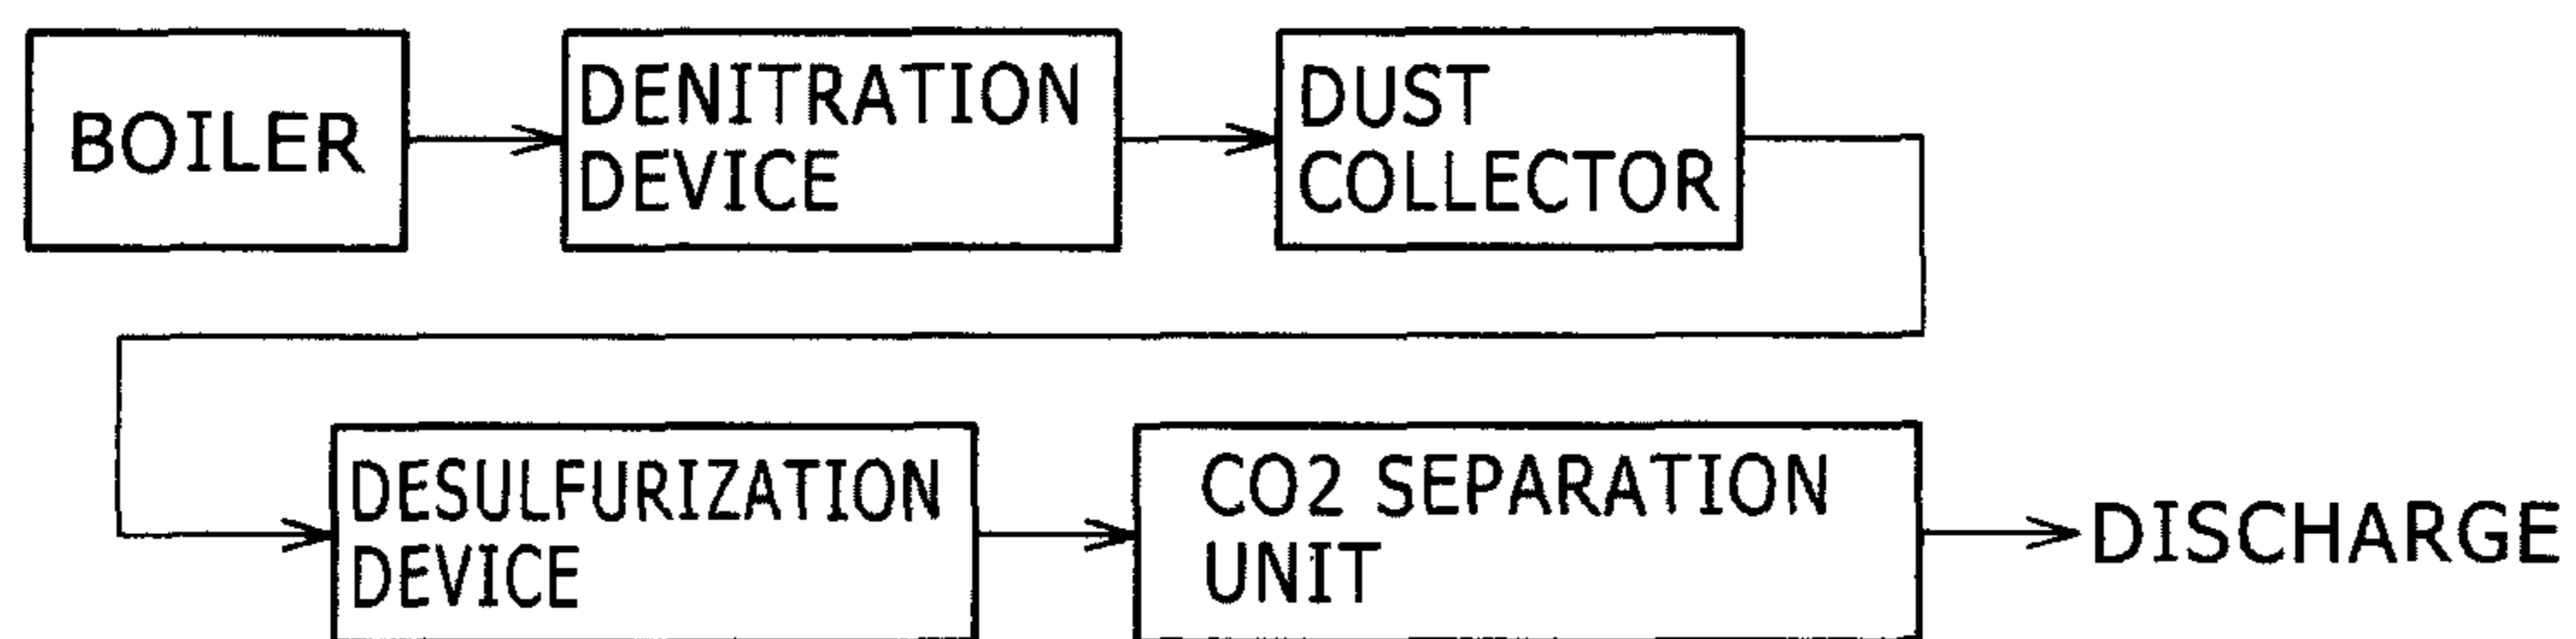 BOILER
DENITRATION
DEVICE
DUST
COLLECTOR
DESULFURIZATION
DEVICE
CO2 SEPARATION
UNIT
DISCHARGE